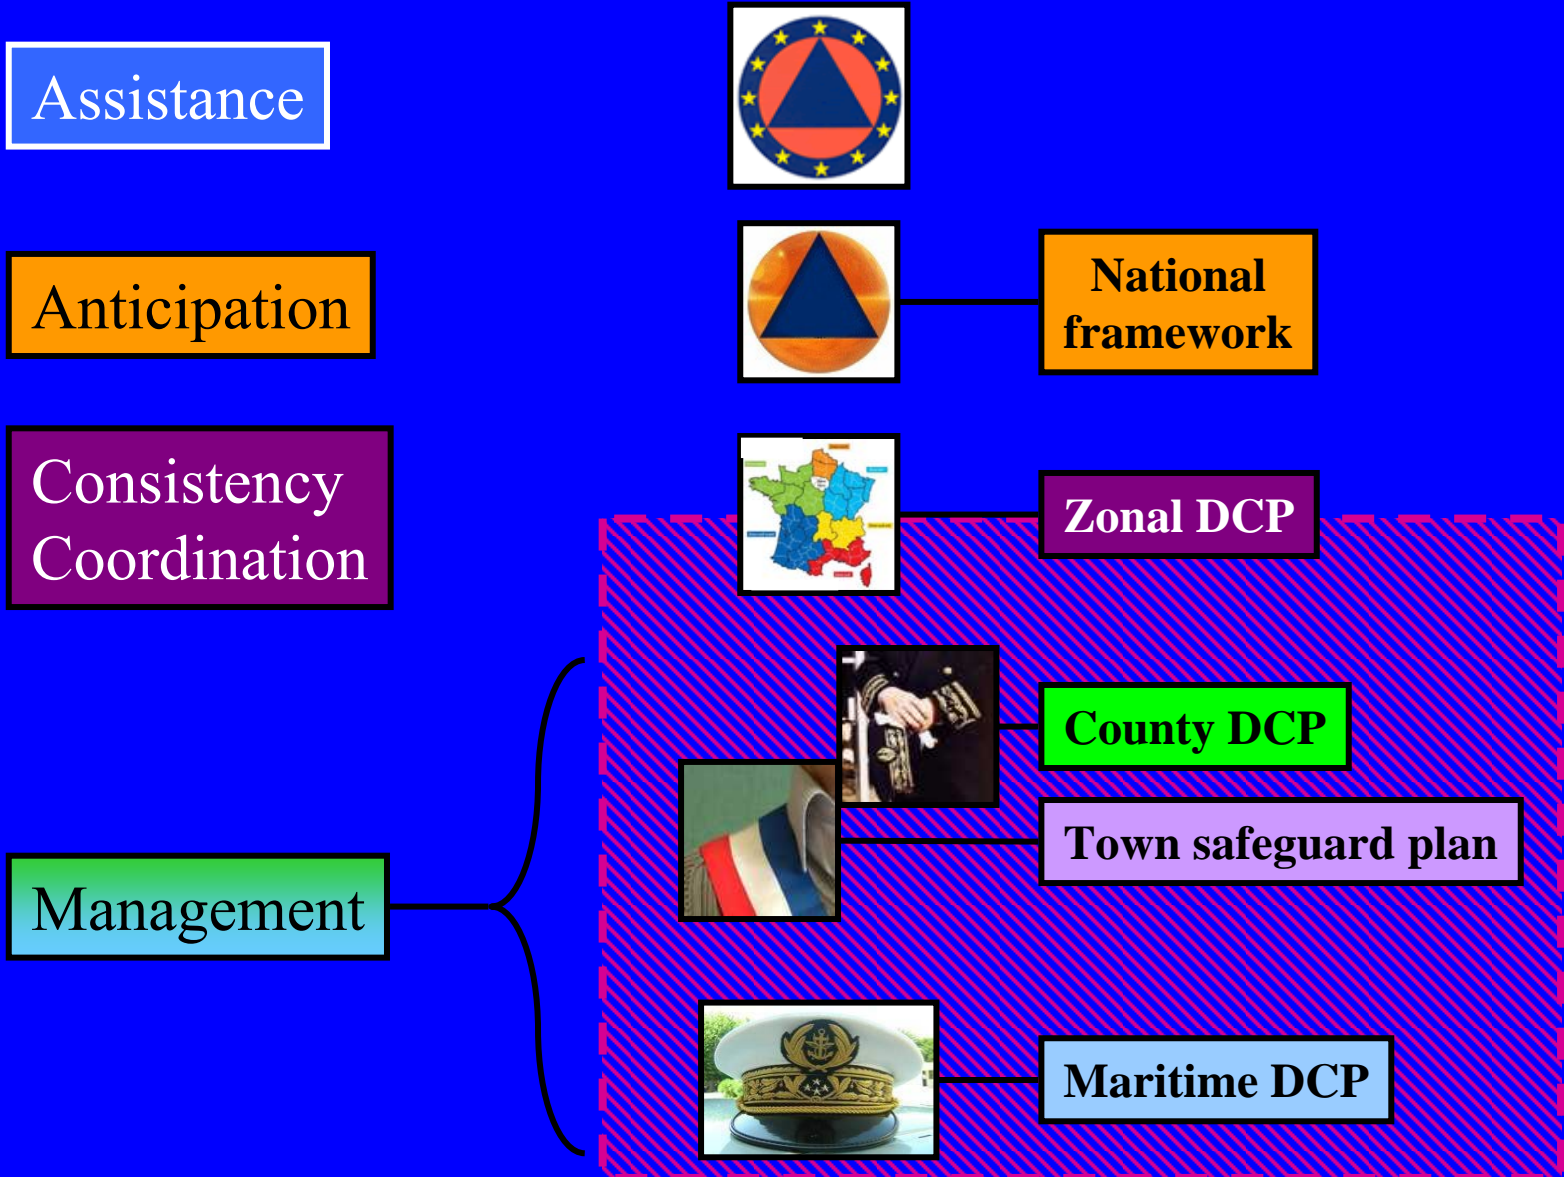 Assistance
Anticipation
National
framework
Consistency
Coordination
Zonal DCP
County DCP
Town safeguard plan
Management
Maritime DCP